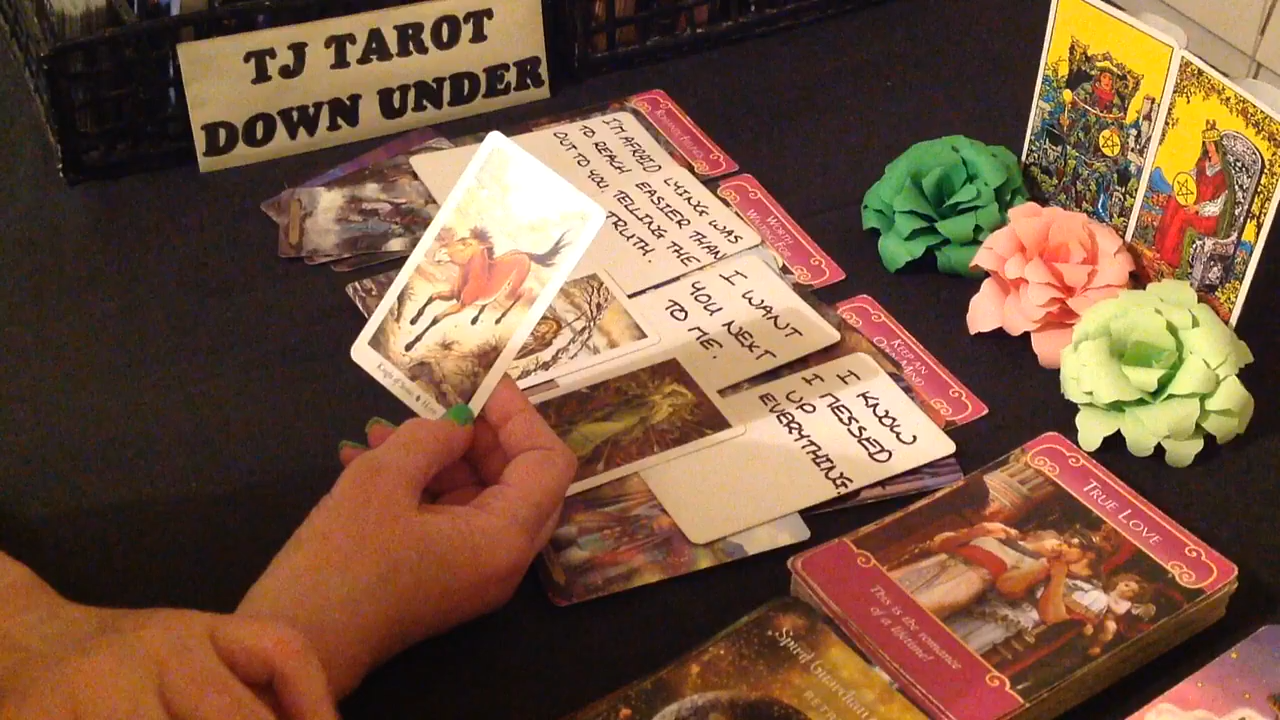 TJ TAROT
DOWN UNDER
I'M AFRAID LYING WAS
TO REACH EASIER THAN
OUT TO YOU. TELLING THE
TRUTH.
WORTH
WAITING FOR
I WANT
YOU NEXT
TO ME.
KEEP AN
OPEN MIND
I KNOW
I MESSED
UP
EVERYTHING.
TRUE LOVE
This is the romance
of a lifetime!
Spirit Guardian